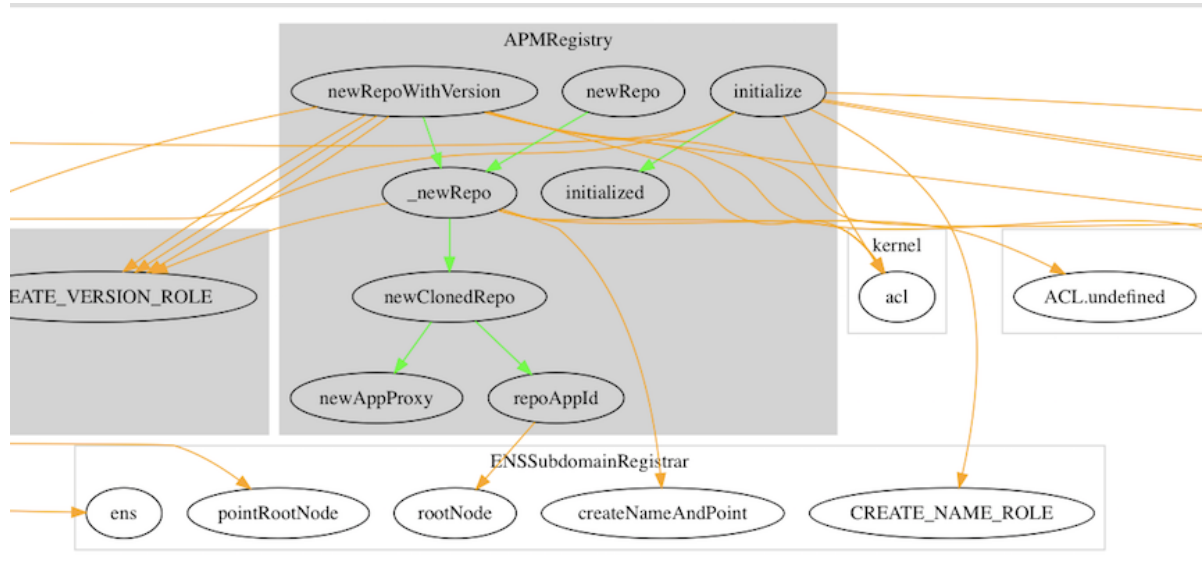 APMRegistry
newRepoWithVersion
newRepo
initialize
_newRepo
initialized
kernel
EATE_VERSION_ROLE
newClonedRepo
acl
ACL.undefined
newAppProxy
repoAppId
ENSSubdomainRegistrar
ens
pointRootNode
rootNode
createNameAndPoint
CREATE_NAME_ROLE